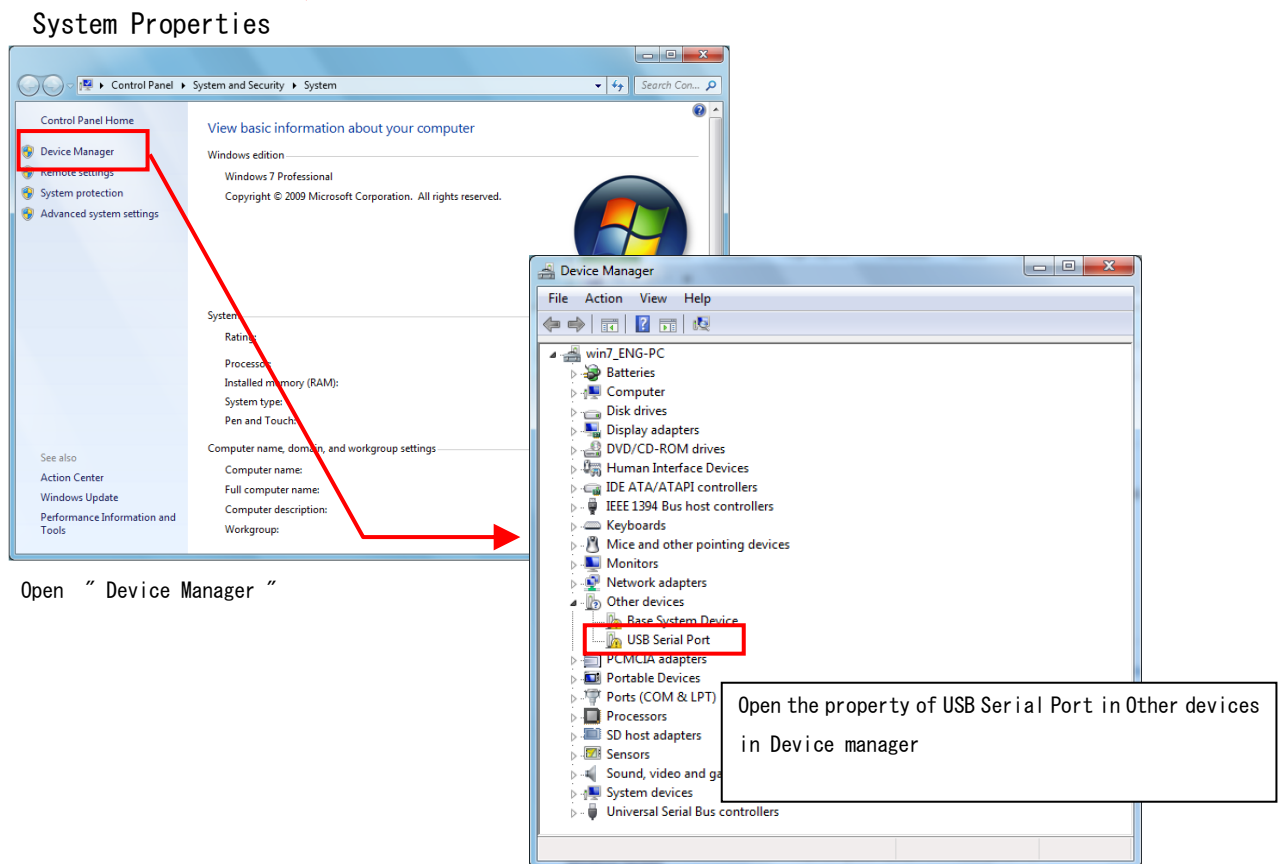 System Properties
Control Panel ▸ System and Security ▸ System
Search Con...
Control Panel Home
Device Manager
Remote settings
System protection
Advanced system settings
View basic information about your computer
Windows edition
Windows 7 Professional
Copyright © 2009 Microsoft Corporation. All rights reserved.
System
Rating:
Processor:
Installed memory (RAM):
System type:
Pen and Touch:
Computer name, domain, and workgroup settings
Computer name:
Full computer name:
Computer description:
Workgroup:
See also
Action Center
Windows Update
Performance Information and
Tools
Open ″ Device Manager ″
Device Manager
File Action View Help
win7_ENG-PC
Batteries
Computer
Disk drives
Display adapters
DVD/CD-ROM drives
Human Interface Devices
IDE ATA/ATAPI controllers
IEEE 1394 Bus host controllers
Keyboards
Mice and other pointing devices
Monitors
Network adapters
Other devices
Base System Device
USB Serial Port
PCMCIA adapters
Portable Devices
Ports (COM & LPT)
Processors
SD host adapters
Sensors
Sound, video and ga
System devices
Universal Serial Bus controllers
Open the property of USB Serial Port in Other devices
in Device manager